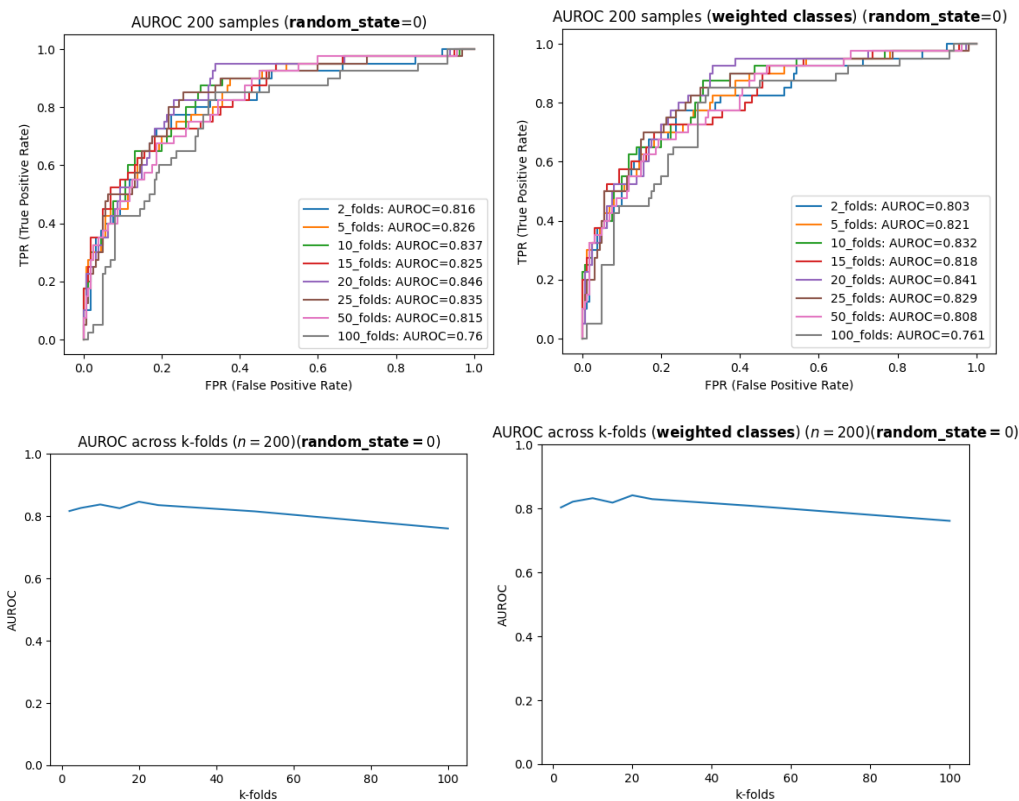 AUROC 200 samples (random_state=0)
TPR (True Positive Rate)
1.0
0.8
0.6
0.4
0.2
0.0
2_folds: AUROC=0.816
5_folds: AUROC=0.826
10_folds: AUROC=0.837
15_folds: AUROC=0.825
20_folds: AUROC=0.846
25_folds: AUROC=0.835
50_folds: AUROC=0.815
100_folds: AUROC=0.76
0.0 0.2 0.4 0.6 0.8 1.0
FPR (False Positive Rate)
AUROC 200 samples (weighted classes) (random_state=0)
TPR (True Positive Rate)
1.0
0.8
0.6
0.4
0.2
0.0
2_folds: AUROC=0.803
5_folds: AUROC=0.821
10_folds: AUROC=0.832
15_folds: AUROC=0.818
20_folds: AUROC=0.841
25_folds: AUROC=0.829
50_folds: AUROC=0.808
100_folds: AUROC=0.761
0.0 0.2 0.4 0.6 0.8 1.0
FPR (False Positive Rate)
AUROC across k-folds (n = 200)(random_state = 0)
AUROC
1.0
0.8
0.6
0.4
0.2
0.0
0 20 40 60 80 100
k-folds
AUROC across k-folds (weighted classes) (n = 200)(random_state = 0)
AUROC
1.0
0.8
0.6
0.4
0.2
0.0
0 20 40 60 80 100
k-folds